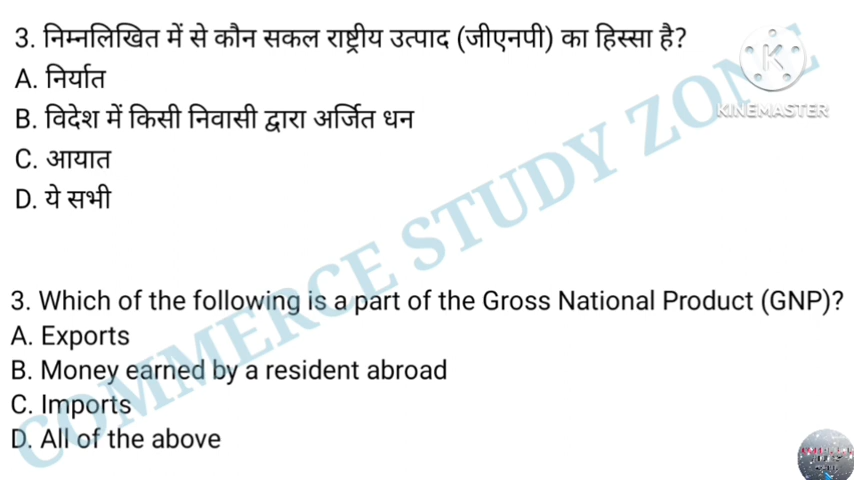 3. निम्नलिखित में से कौन सकल राष्ट्रीय उत्पाद (जीएनपी) का हिस्सा है?
A. निर्यात
B. विदेश में किसी निवासी द्वारा अर्जित धन
C. आयात
D. ये सभी
K
KINEMASTER
COMMERCE STUDY ZONE
3. Which of the following is a part of the Gross National Product (GNP)?
A. Exports
B. Money earned by a resident abroad
C. Imports
D. All of the above